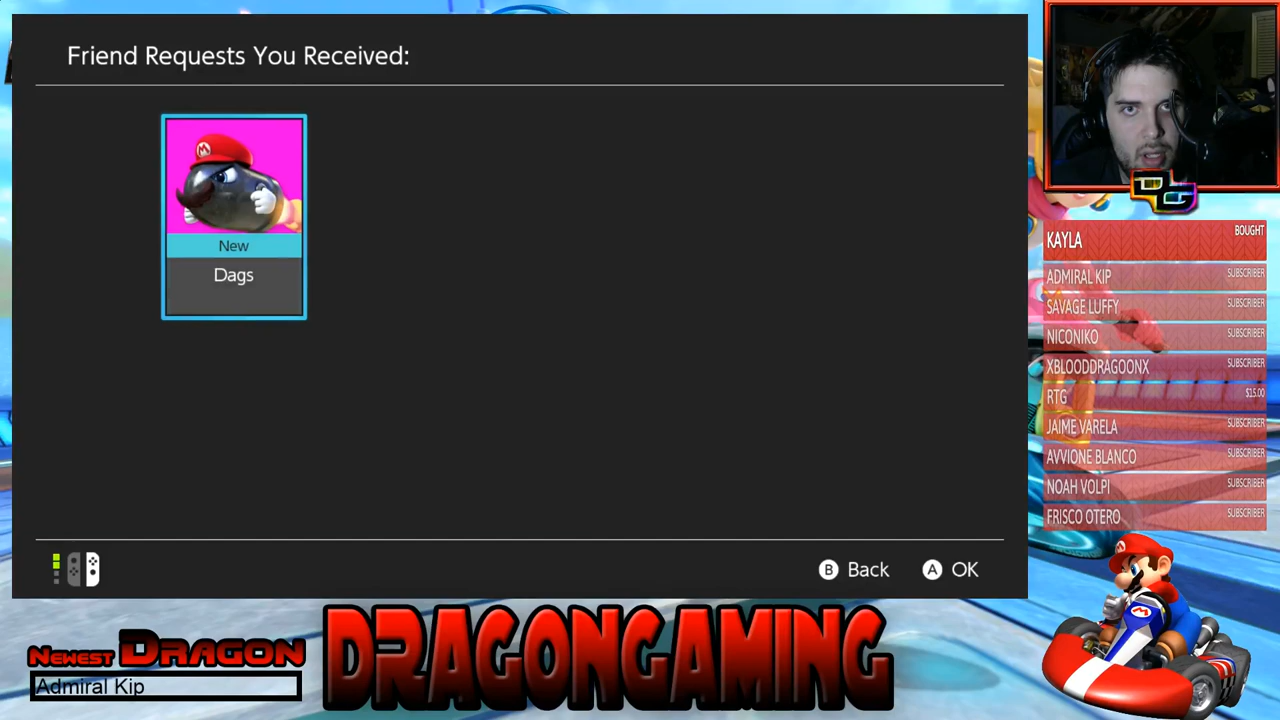 Friend Requests You Received:
New
Dags
B Back A OK
DG
KAYLA BOUGHT
ADMIRAL KIP SUBSCRIBER
SAVAGE LUFFY SUBSCRIBER
NICONIKO SUBSCRIBER
XBLOODDRAGOONX SUBSCRIBER
RTG $15.00
JAIME VARELA SUBSCRIBER
AVVIONE BLANCO SUBSCRIBER
NOAH VOLPI SUBSCRIBER
FRISCO OTERO SUBSCRIBER
NEWEST DRAGON
Admiral Kip
DRAGONGAMING